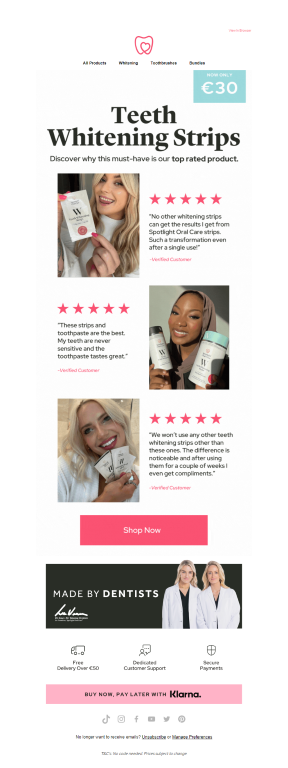 View in Browser
All Products Whitening Toothbrushes Bundles
NOW ONLY
€30
Teeth
Whitening Strips
Discover why this must-have is our top rated product.
"No other whitening strips
can get the results I get from
Spotlight Oral Care strips.
Such a transformation even
after a single use!"
-Verified Customer
"These strips and
toothpaste are the best.
My teeth are never
sensitive and the
toothpaste tastes great."
-Verified Customer
"We won't use any other teeth
whitening strips other than
these ones. The difference is
noticeable and after using
them for a couple of weeks I
even get compliments."
-Verified Customer
Shop Now
MADE BY DENTISTS
Free
Delivery Over €50
Dedicated
Customer Support
Secure
Payments
BUY NOW, PAY LATER WITH Klarna.
No longer want to receive emails? Unsubscribe or Manage Preferences
T&C's: No code needed. Prices subject to change